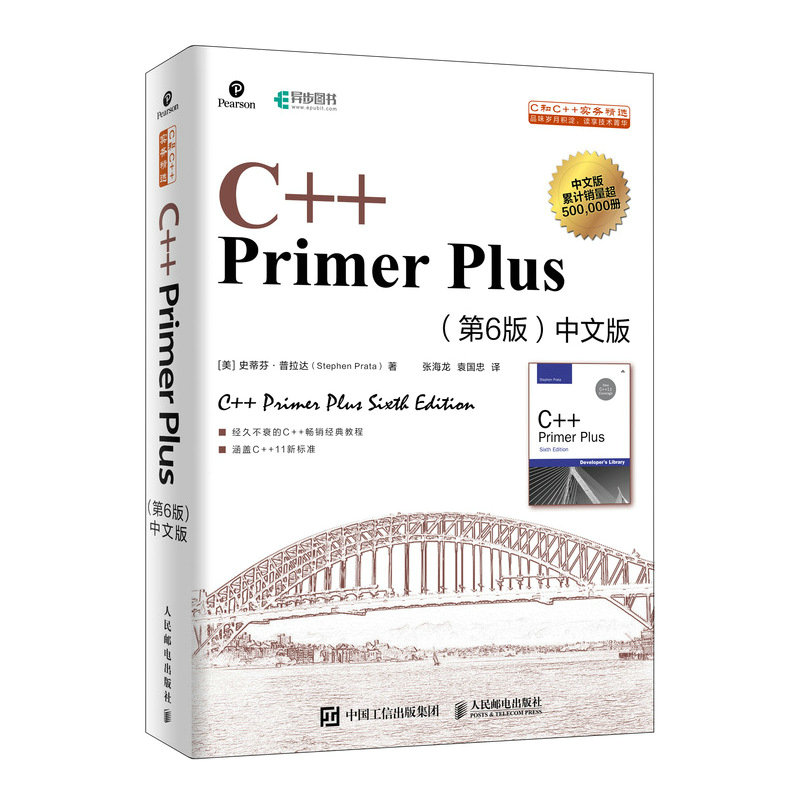 Pearson
C和C++
实务精选
C++ Primer Plus
（第6版）
中文版
人民邮电出版社
Pearson
异步图书
www.epubit.com
C和C++实务精选
品味岁月积淀，读享技术菁华
中文版
累计销量超
500,000册
C++
Primer Plus
（第6版）中文版
[美] 史蒂芬·普拉达（Stephen Prata）著 张海龙 袁国忠 译
C++ Primer Plus Sixth Edition
■ 经久不衰的C++畅销经典教程
■ 涵盖C++11新标准
Stephen Prata
New
C++11
Coverage
C++
Primer Plus
Sixth Edition
Developer's Library
中国工信出版集团
人民邮电出版社
POSTS & TELECOM PRESS